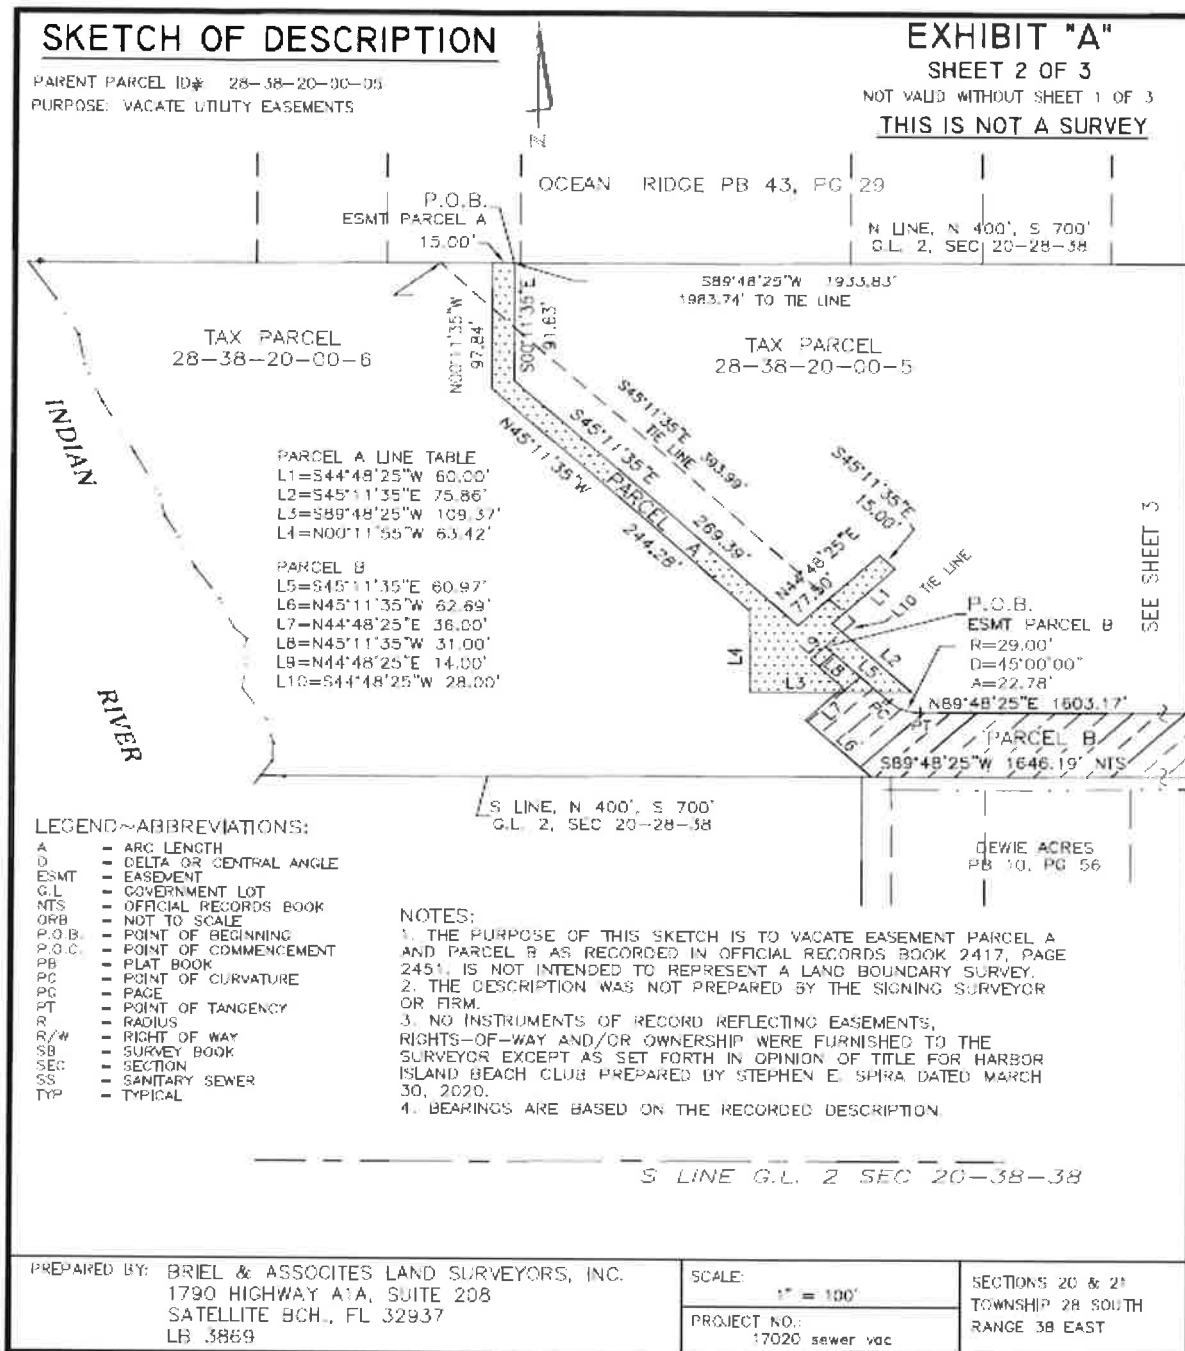 SKETCH OF DESCRIPTION
EXHIBIT "A"
SHEET 2 OF 3
NOT VALID WITHOUT SHEET 1 OF 3
THIS IS NOT A SURVEY
PARENT PARCEL ID# 28-38-20-00-05
PURPOSE: VACATE UTILITY EASEMENTS
N
OCEAN RIDGE PB 43, PG 29
P.O.B.
ESMT PARCEL A
15.00'
N LINE, N 400', S 700'
G.L. 2, SEC 20-28-38
S89°48'25"W 1933.83'
1983.74' TO TIE LINE
TAX PARCEL
28-38-20-00-6
N00°11'35"W
97.84'
S00°11'35"E
91.63'
TAX PARCEL
28-38-20-00-5
INDIAN
RIVER
S45°11'35"E 393.99'
TIE LINE
S45°11'35"E
269.39'
PARCEL A
N45°11'35"W
244.28'
S45°11'35"E
15.00'
N44°48'25"E
L1
L10 TIE LINE
SEE SHEET 3
PARCEL A LINE TABLE
L1=S44°48'25"W 60.00'
L2=S45°11'35"E 75.86'
L3=S89°48'25"W 109.37'
L4=N00°11'55"W 63.42'
PARCEL B
L5=S45°11'35"E 60.97'
L6=N45°11'35"W 62.69'
L7=N44°48'25"E 36.00'
L8=N45°11'35"W 31.00'
L9=N44°48'25"E 14.00'
L10=S44°48'25"W 28.00'
P.O.B.
ESMT PARCEL B
R=29.00'
D=45°00'00"
A=22.78'
L2
L5
L4
L3
L8
L7
L6
PC
PT
N89°48'25"E 1603.17'
PARCEL B
S89°48'25"W 1646.19' NTS
S LINE, N 400', S 700'
G.L. 2, SEC 20-28-38
DEWIE ACRES
PB 10, PG 56
LEGEND~ABBREVIATIONS:
A - ARC LENGTH
D - DELTA OR CENTRAL ANGLE
ESMT - EASEMENT
G.L - GOVERNMENT LOT
NTS - OFFICIAL RECORDS BOOK
ORB - NOT TO SCALE
P.O.B. - POINT OF BEGINNING
P.O.C. - POINT OF COMMENCEMENT
PB - PLAT BOOK
PC - POINT OF CURVATURE
PG - PAGE
PT - POINT OF TANGENCY
R - RADIUS
R/W - RIGHT OF WAY
SB - SURVEY BOOK
SEC - SECTION
SS - SANITARY SEWER
TYP - TYPICAL
NOTES:
1. THE PURPOSE OF THIS SKETCH IS TO VACATE EASEMENT PARCEL A
AND PARCEL B AS RECORDED IN OFFICIAL RECORDS BOOK 2417, PAGE
2451. IS NOT INTENDED TO REPRESENT A LAND BOUNDARY SURVEY.
2. THE DESCRIPTION WAS NOT PREPARED BY THE SIGNING SURVEYOR
OR FIRM.
3. NO INSTRUMENTS OF RECORD REFLECTING EASEMENTS,
RIGHTS-OF-WAY AND/OR OWNERSHIP WERE FURNISHED TO THE
SURVEYOR EXCEPT AS SET FORTH IN OPINION OF TITLE FOR HARBOR
ISLAND BEACH CLUB PREPARED BY STEPHEN E. SPIRA DATED MARCH
30, 2020.
4. BEARINGS ARE BASED ON THE RECORDED DESCRIPTION.
S LINE G.L. 2 SEC 20-38-38
PREPARED BY: BRIEL & ASSOCITES LAND SURVEYORS, INC.
1790 HIGHWAY A1A, SUITE 208
SATELLITE BCH., FL 32937
LB 3869
SCALE:
1" = 100'
PROJECT NO.:
17020 sewer vac
SECTIONS 20 & 21
TOWNSHIP 28 SOUTH
RANGE 38 EAST